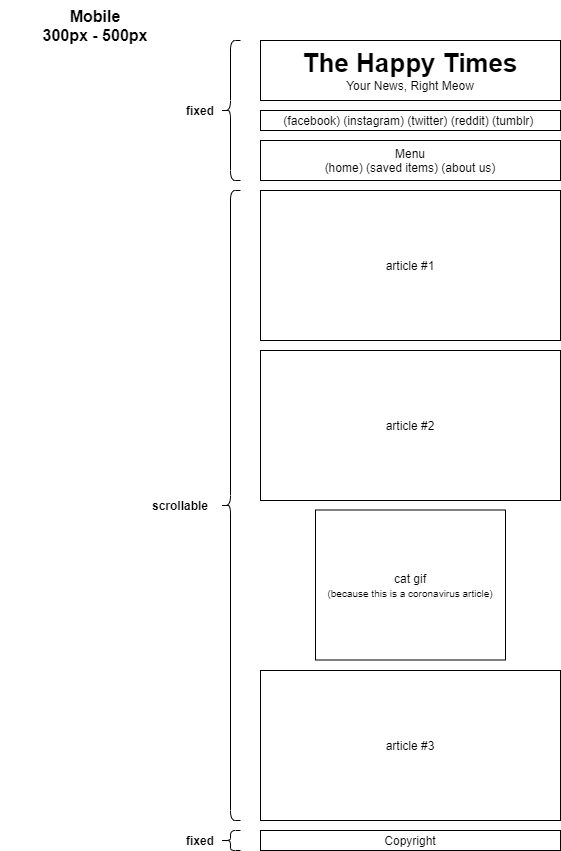 Mobile
300px - 500px
The Happy Times
Your News, Right Meow
fixed
(facebook) (instagram) (twitter) (reddit) (tumblr)
Menu
(home) (saved items) (about us)
article #1
article #2
scrollable
cat gif
(because this is a coronavirus article)
article #3
fixed
Copyright